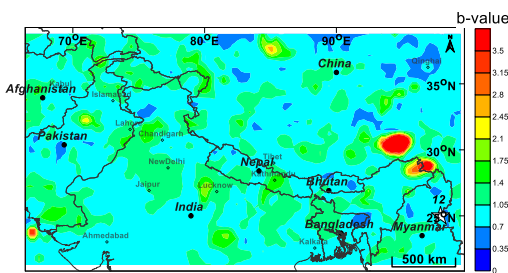 b-value
70°E 80°E 90°E
N
3.5
3.15
2.8
2.45
2.1
1.75
1.4
1.05
0.7
0.35
0
China
Qinghai
35°N
Kabul
Afghanistan
Islamabad
Lahore
Chandigarh
Pakistan
30°N
NewDelhi
Tibet
Nepal
Kathmandu
Jaipur
Lucknow
Bhutan
India
12
25°N
Bangladesh
Myanmar
Ahmedabad
Kalkata
500 km